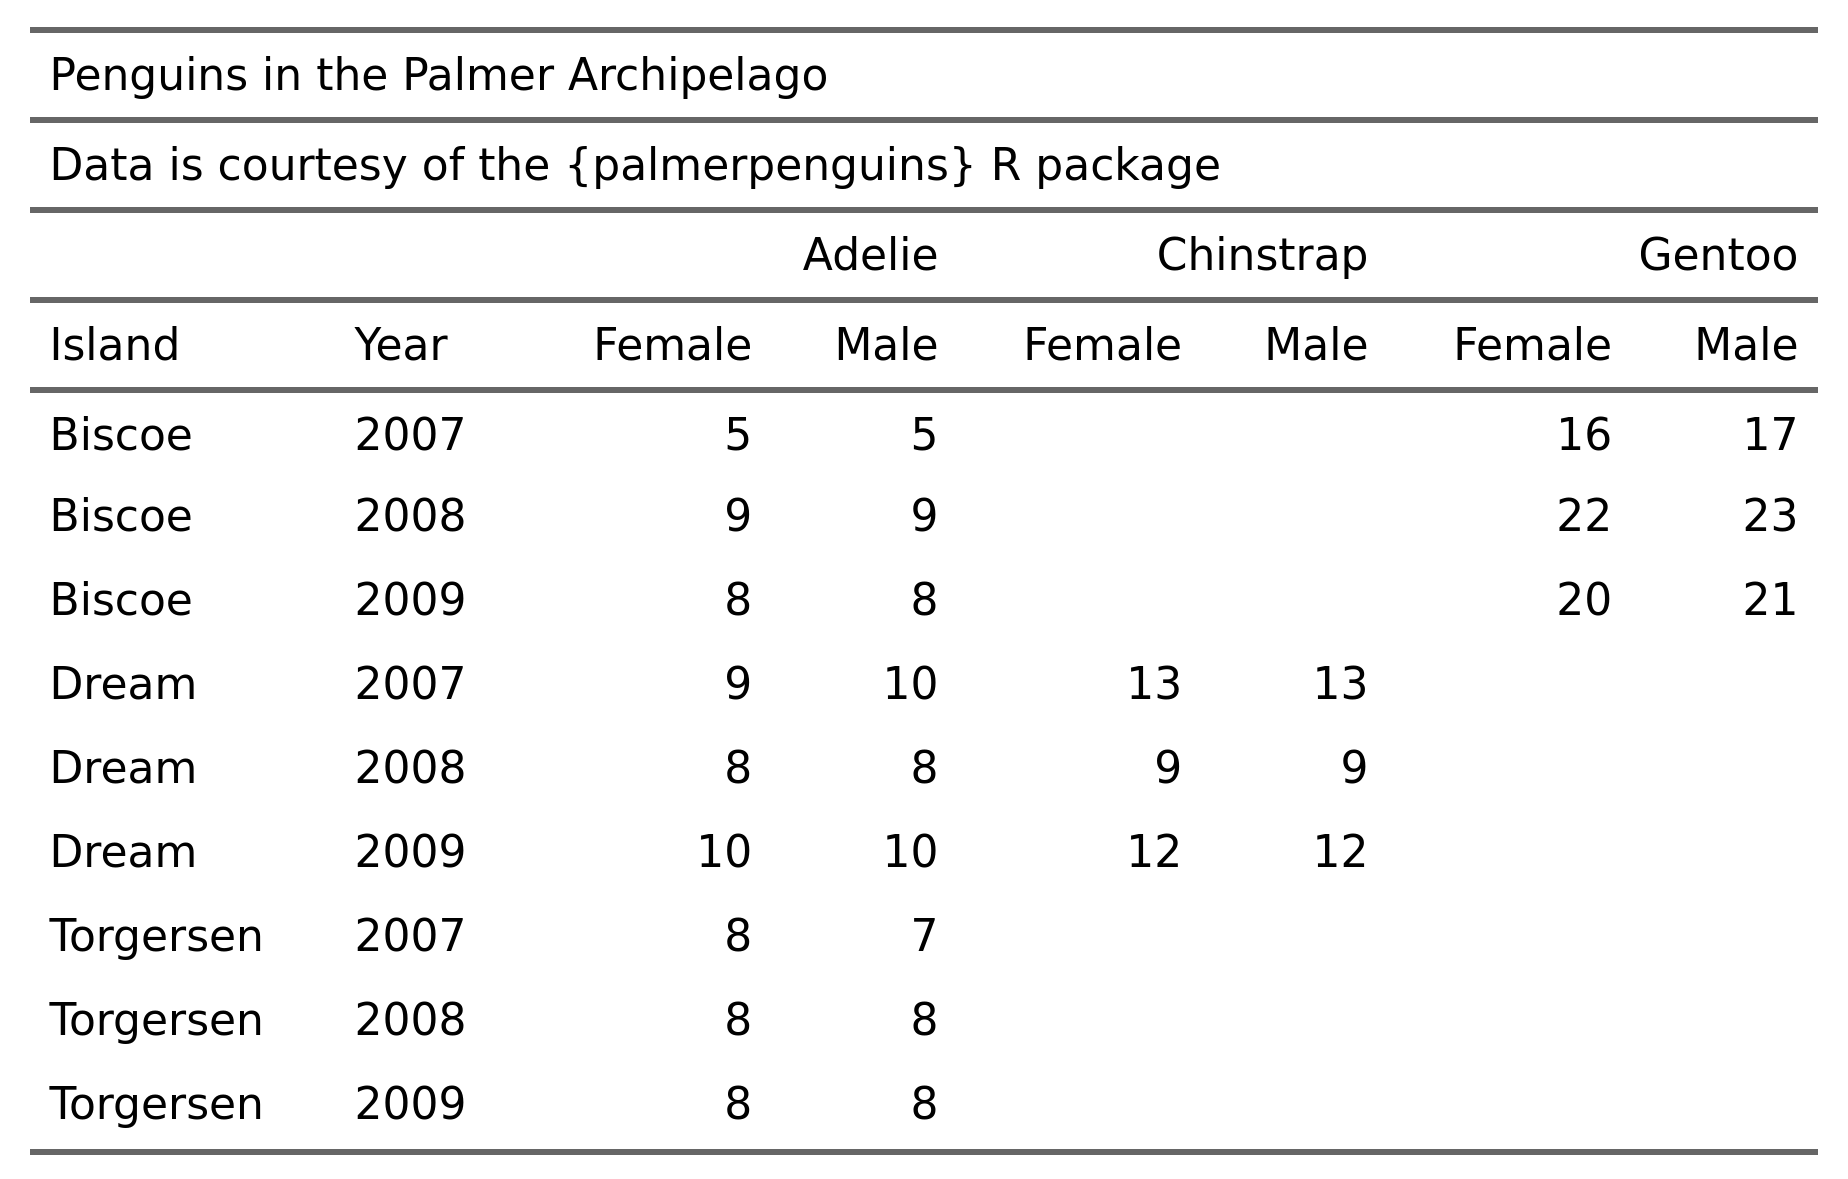 Penguins in the Palmer Archipelago
Data is courtesy of the {palmerpenguins} R package
Adelie Chinstrap Gentoo
Island Year Female Male Female Male Female Male
Biscoe 2007 5 5 16 17
Biscoe 2008 9 9 22 23
Biscoe 2009 8 8 20 21
Dream 2007 9 10 13 13
Dream 2008 8 8 9 9
Dream 2009 10 10 12 12
Torgersen 2007 8 7
Torgersen 2008 8 8
Torgersen 2009 8 8